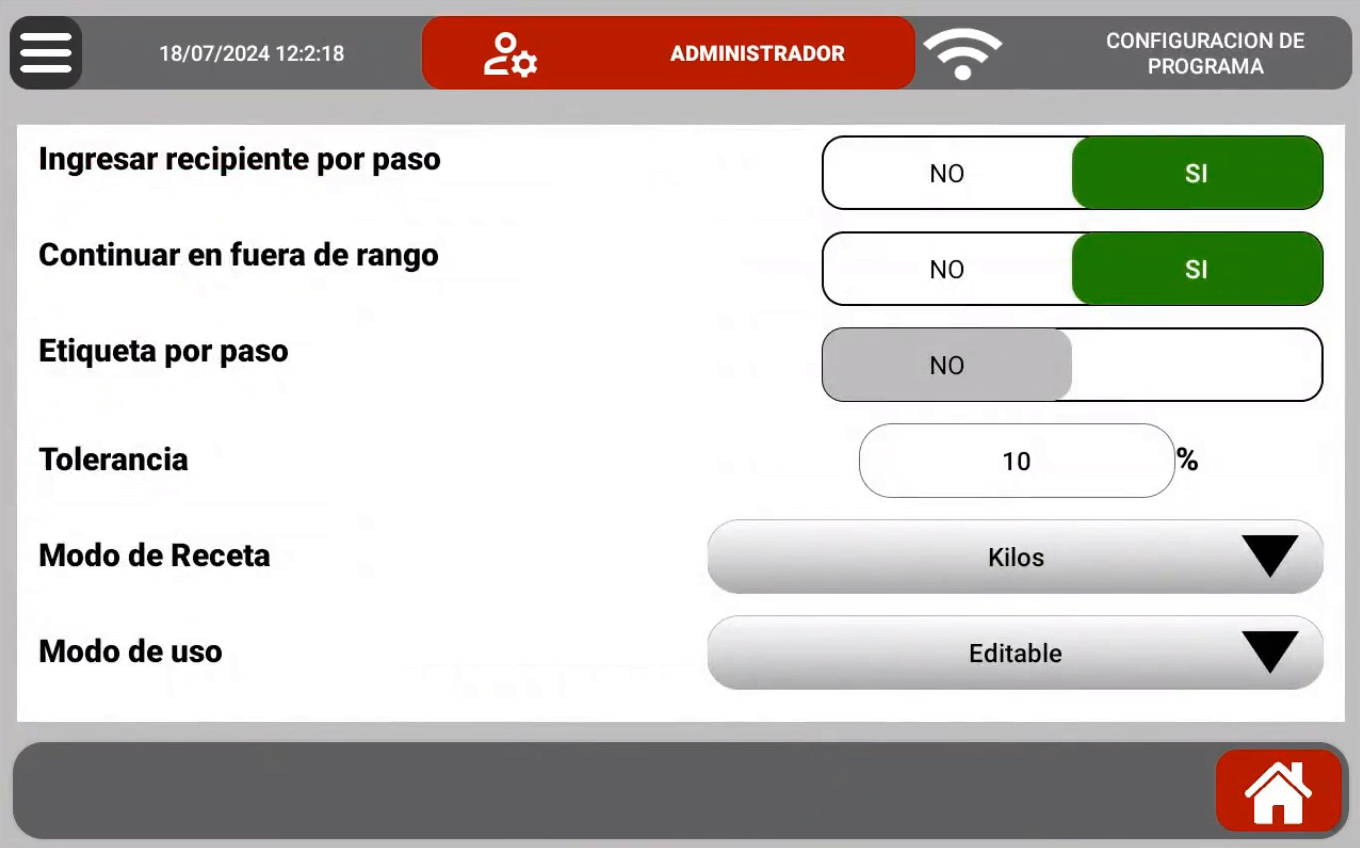 18/07/2024 12:2:18
ADMINISTRADOR
CONFIGURACION DE
PROGRAMA
Ingresar recipiente por paso
NO
SI
Continuar en fuera de rango
NO
SI
Etiqueta por paso
NO
Tolerancia
10
%
Modo de Receta
Kilos
Modo de uso
Editable